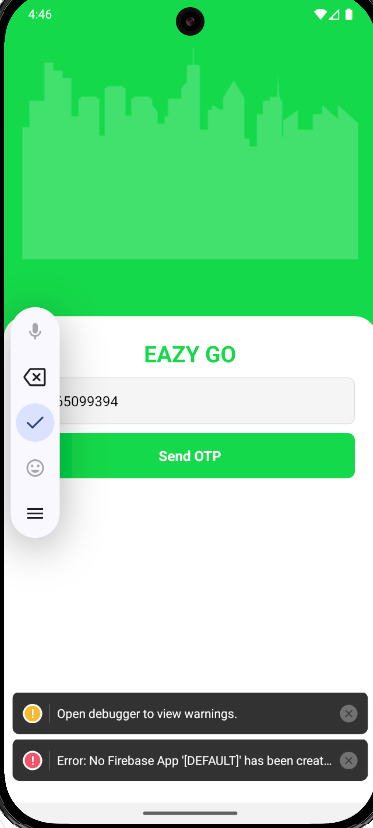 4:46
EAZY GO
65099394
Send OTP
Open debugger to view warnings.
Error: No Firebase App '[DEFAULT]' has been creat...